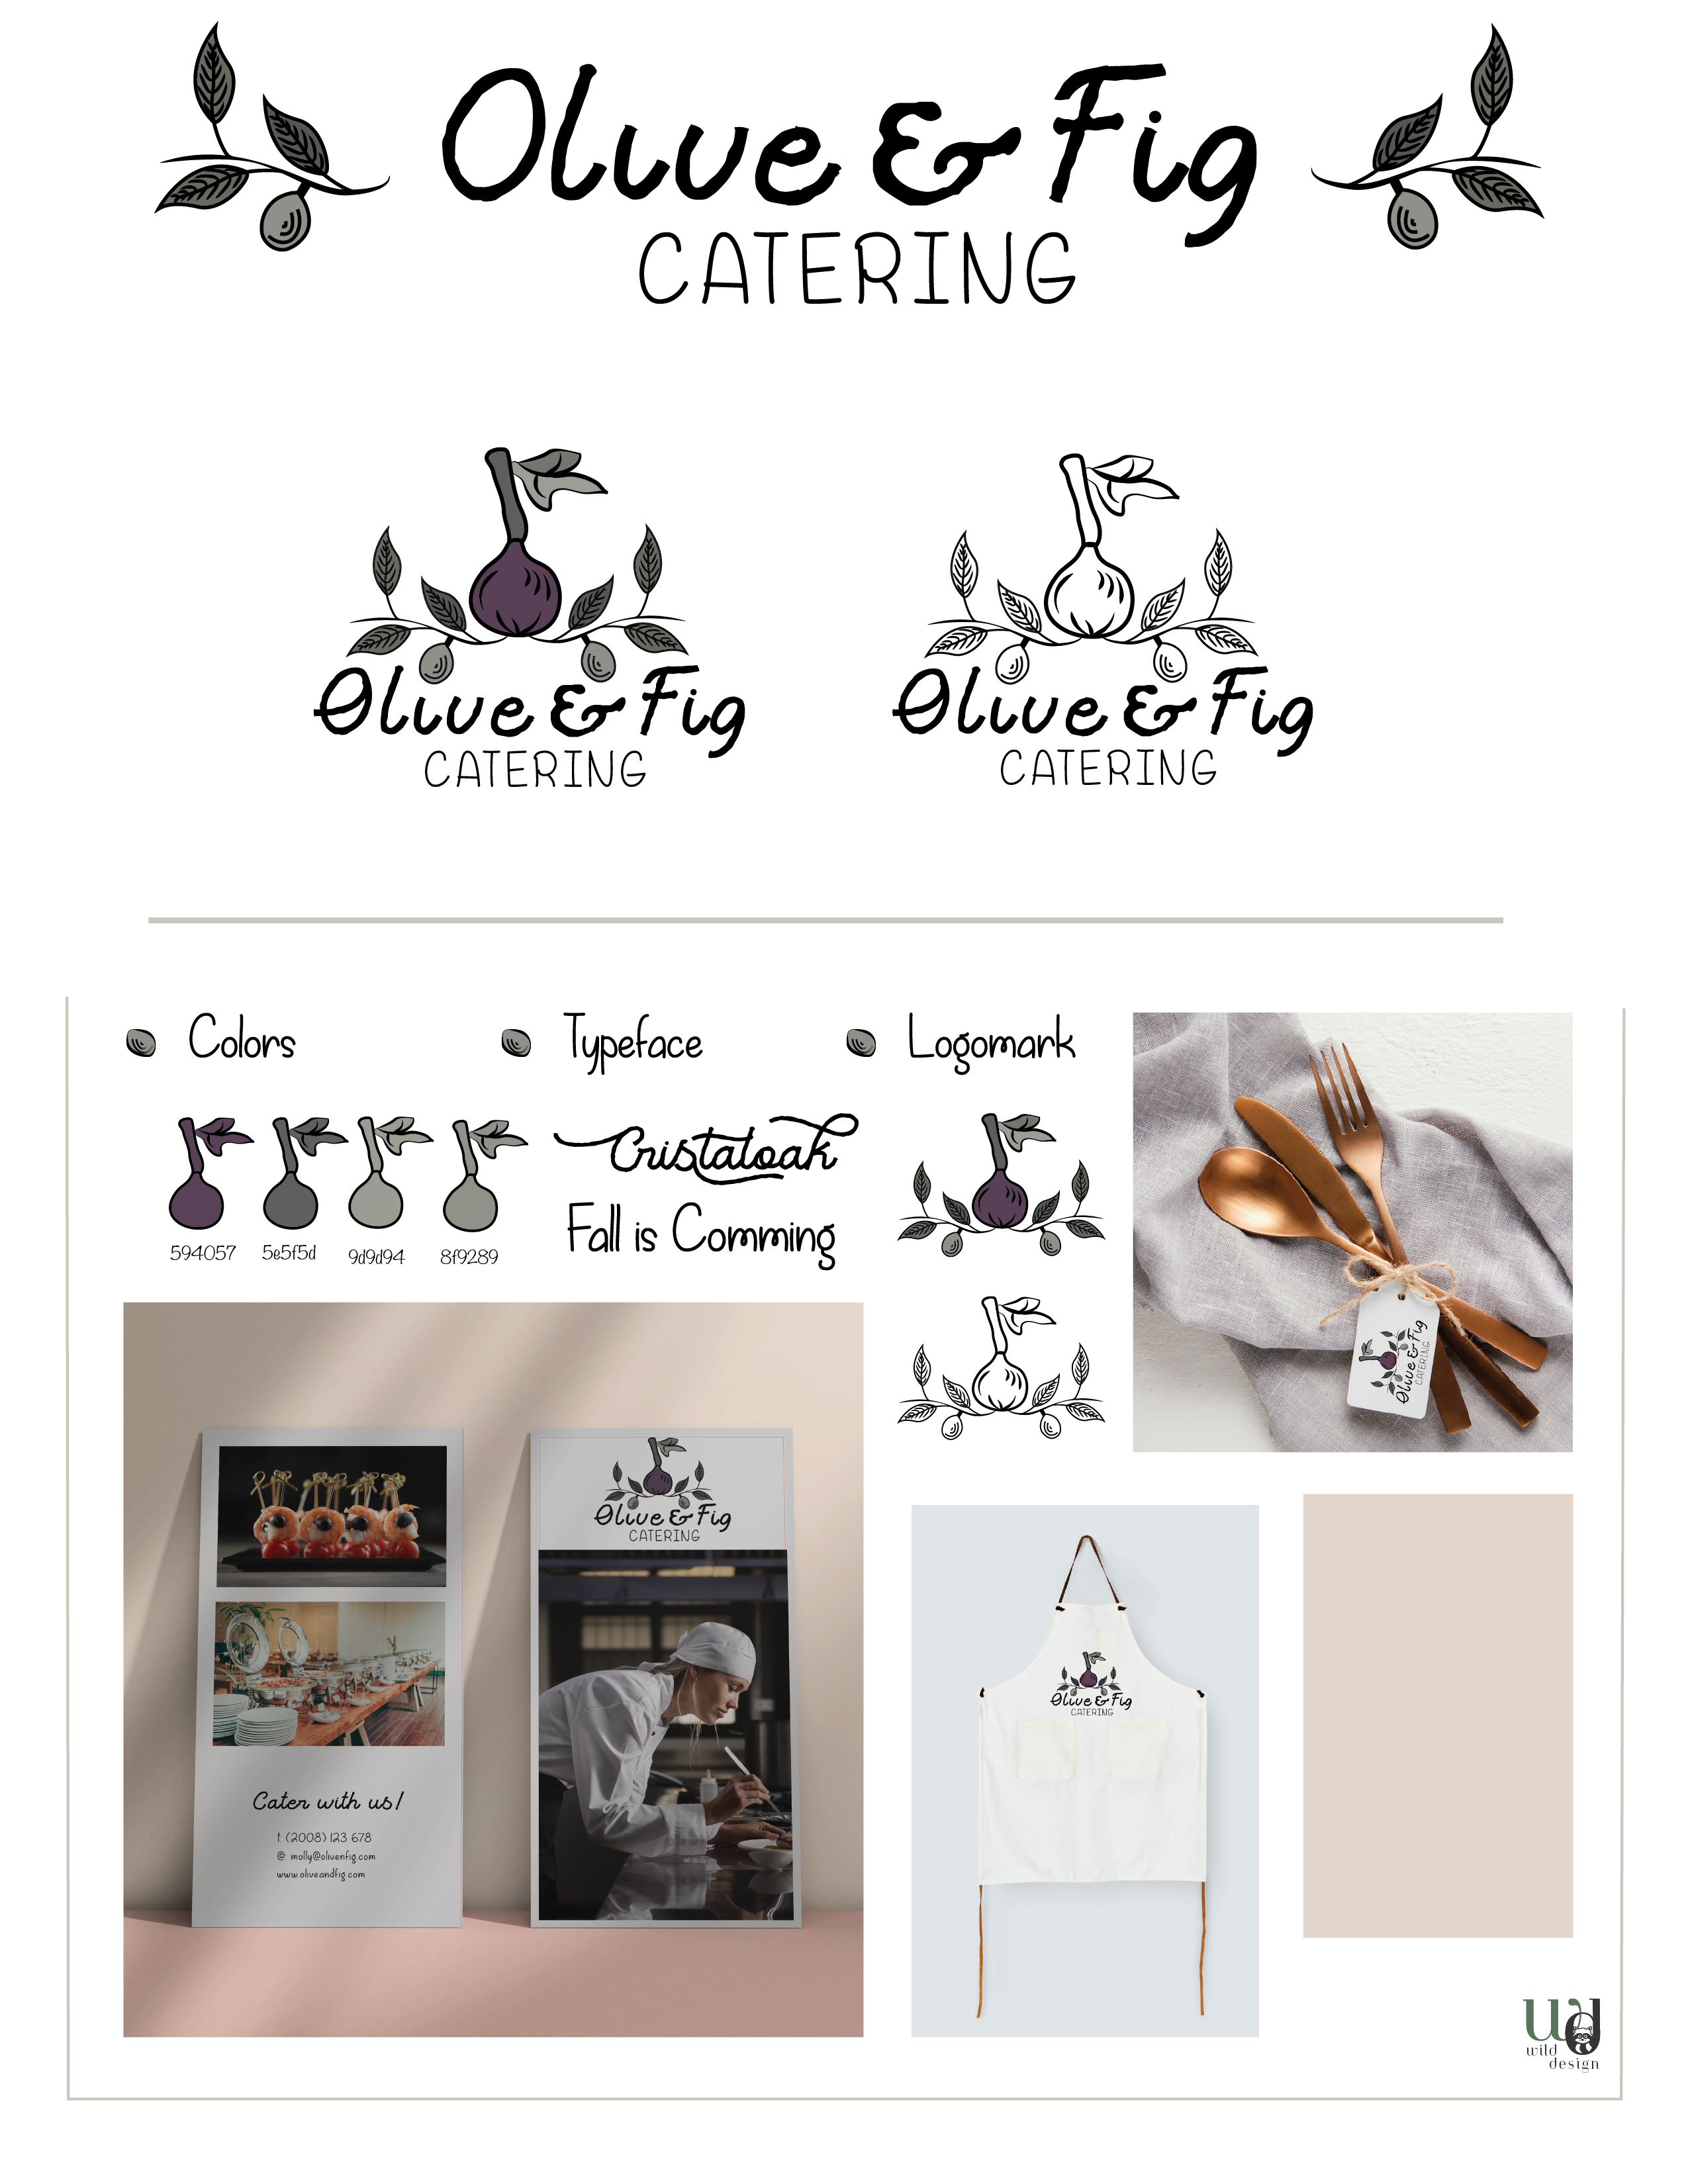 Olive & Fig
CATERING
Olive & Fig
CATERING
Olive & Fig
CATERING
Colors
Typeface
Logomark
594057
5e5f5d
9d9d94
8f9289
Cristaloak
Fall is Comming
Olive & Fig
CATERING
Olive & Fig
CATERING
Cater with us!
t: (2008) 123 678
@: molly@olivenfig.com
www.oliveandfig.com
Olive & Fig
CATERING
wd
wild
design